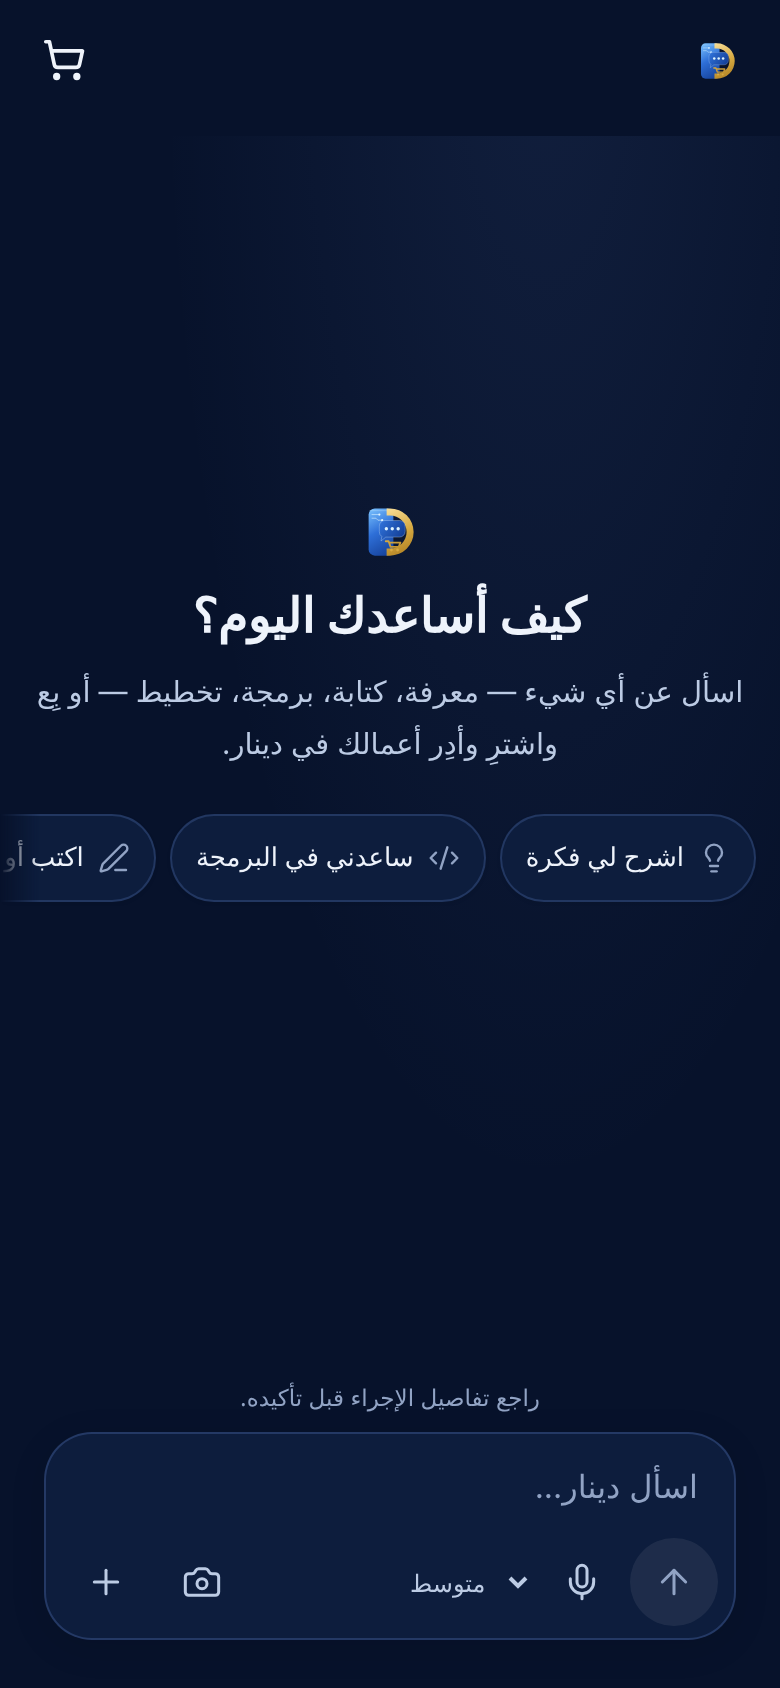 كيف أساعدك اليوم؟
اسأل عن أي شيء — معرفة، كتابة، برمجة، تخطيط — أو بِع
واشترِ وأدِر أعمالك في دينار.
اشرح لي فكرة
ساعدني في البرمجة
اكتب أو
راجع تفاصيل الإجراء قبل تأكيده.
اسأل دينار...
متوسط